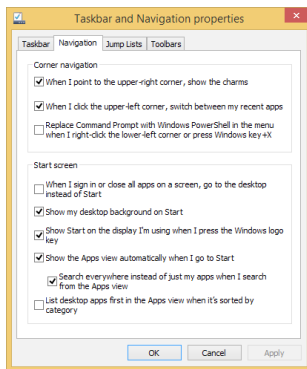 Taskbar and Navigation properties
Taskbar Navigation Jump Lists Toolbars
Corner navigation
When I point to the upper-right corner, show the charms
When I click the upper-left corner, switch between my recent apps
Replace Command Prompt with Windows PowerShell in the menu
when I right-click the lower-left corner or press Windows key+X
Start screen
When I sign in or close all apps on a screen, go to the desktop
instead of Start
Show my desktop background on Start
Show Start on the display I'm using when I press the Windows logo
key
Show the Apps view automatically when I go to Start
Search everywhere instead of just my apps when I search
from the Apps view
List desktop apps first in the Apps view when it's sorted by
category
OK Cancel Apply